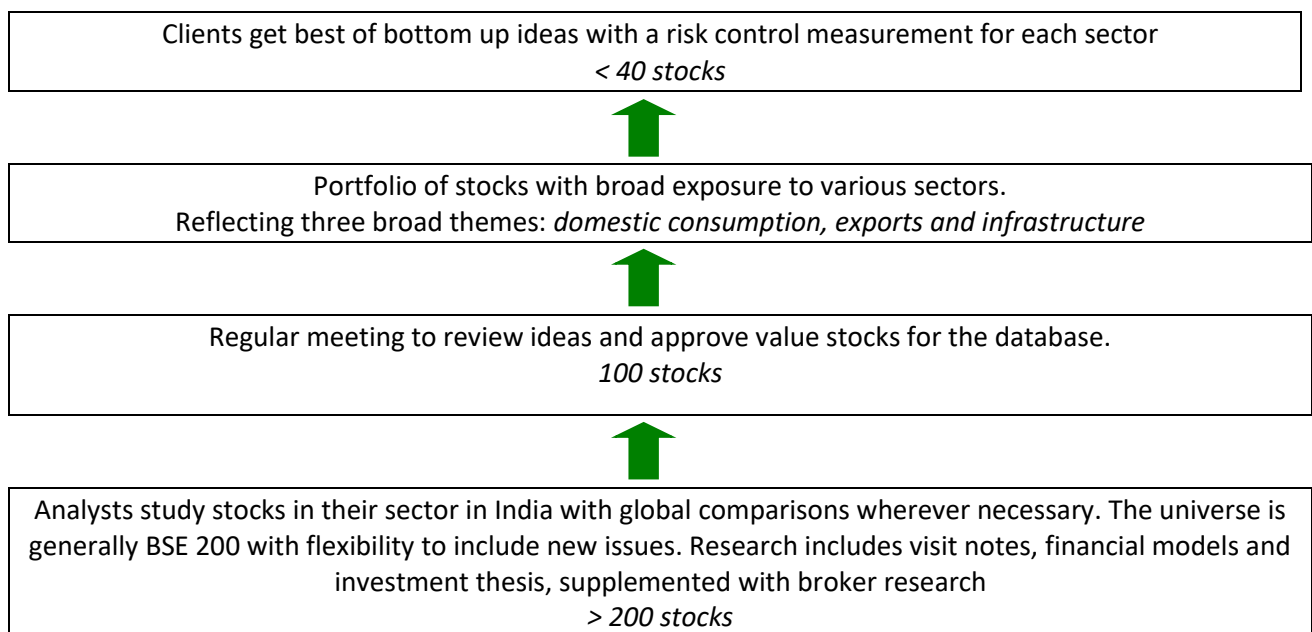 Clients get best of bottom up ideas with a risk control measurement for each sector
< 40 stocks
Portfolio of stocks with broad exposure to various sectors.
Reflecting three broad themes: domestic consumption, exports and infrastructure
Regular meeting to review ideas and approve value stocks for the database.
100 stocks
Analysts study stocks in their sector in India with global comparisons wherever necessary. The universe is
generally BSE 200 with flexibility to include new issues. Research includes visit notes, financial models and
investment thesis, supplemented with broker research
> 200 stocks